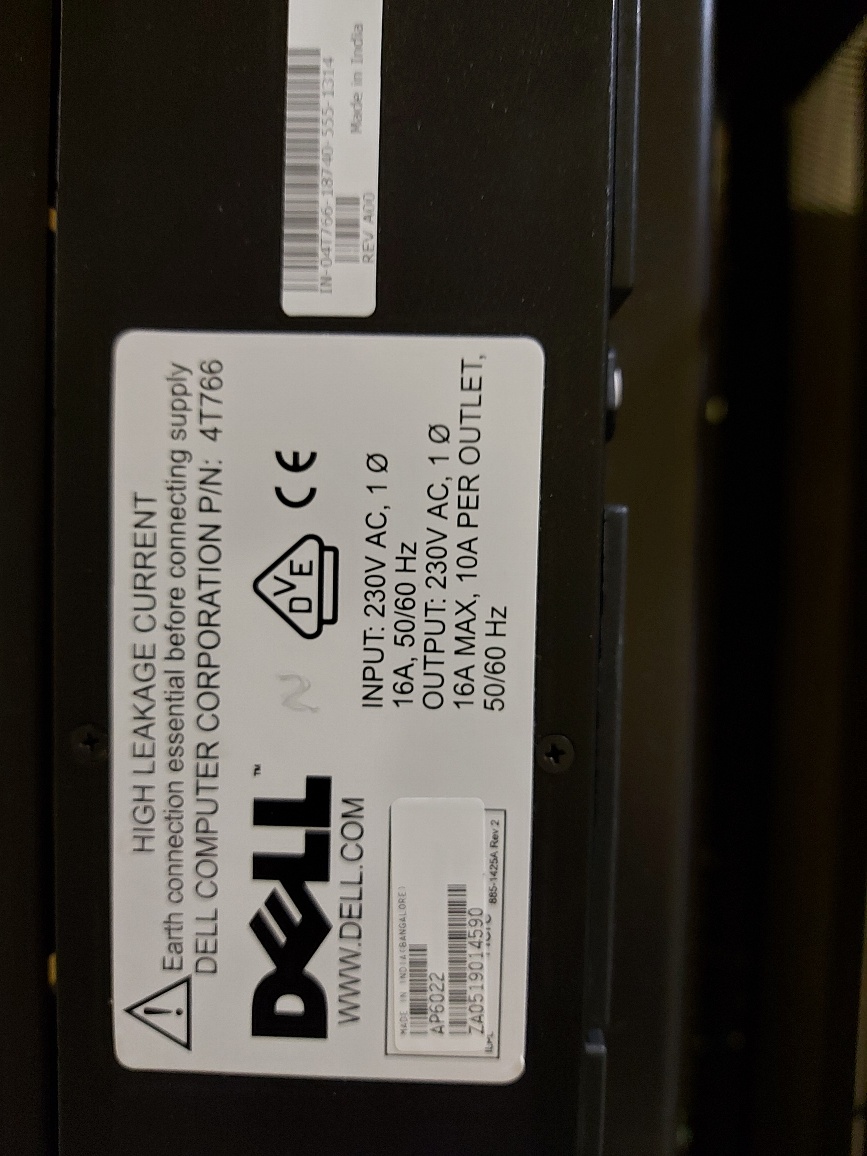 HIGH LEAKAGE CURRENT
Earth connection essential before connecting supply
DELL COMPUTER CORPORATION P/N: 4T766
DELL™
WWW.DELL.COM
DVE CE
INPUT: 230V AC, 1 Ø
16A, 50/60 Hz
OUTPUT: 230V AC, 1 Ø
16A MAX, 10A PER OUTLET,
50/60 Hz
MADE IN INDIA(BANGALORE)
AP6022
ZA0519014590
885-1425A Rev 2
IN-04T766-18740-555-1314
REV A00 Made in India